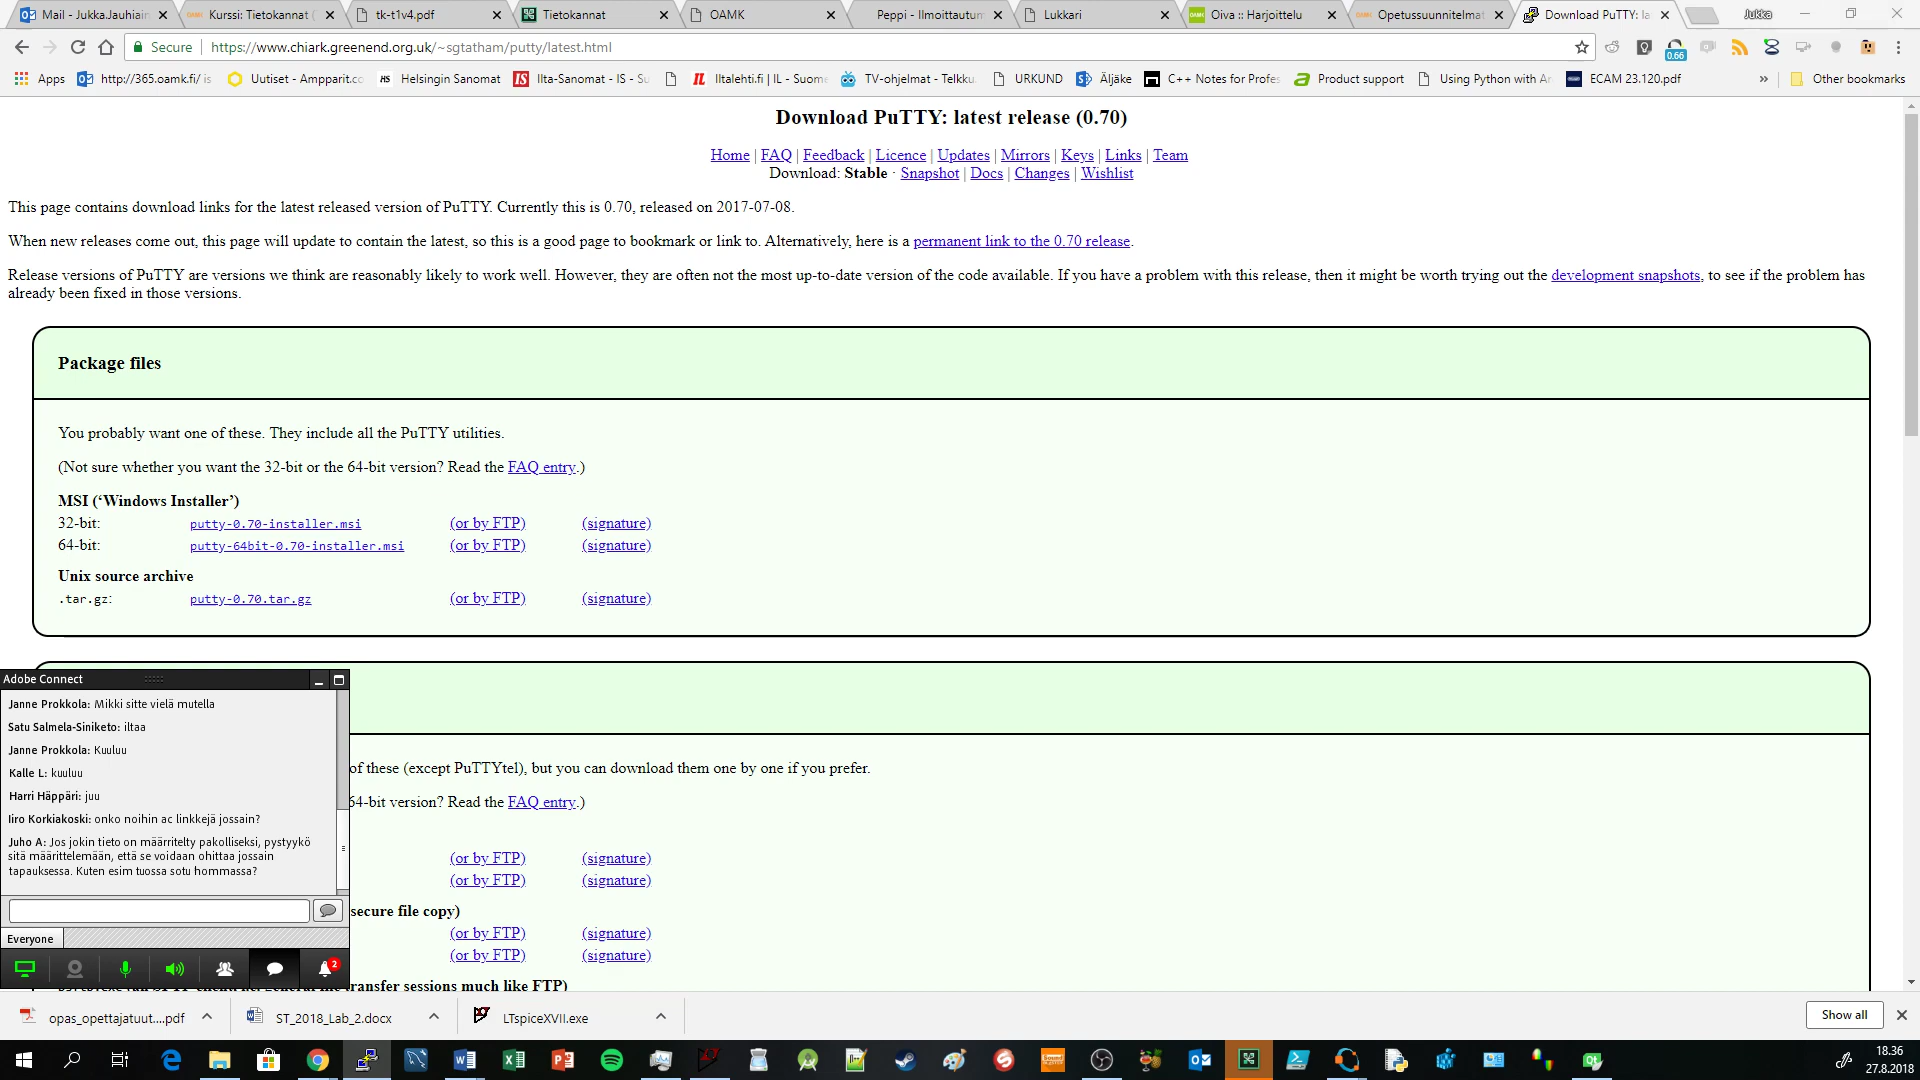 Mail - Jukka.Jauhiain
Kurssi: Tietokannat (
tk-t1v4.pdf
Tietokannat
OAMK
Peppi - Ilmoittautum
Lukkari
Oiva :: Harjoittelu
Opetussuunnitelmat
Download PuTTY: la
Jukka
Secure
https://www.chiark.greenend.org.uk/~sgtatham/putty/latest.html
0.66
Apps
http://365.oamk.fi/ is
Uutiset - Ampparit.co
Helsingin Sanomat
Ilta-Sanomat - IS - Su
Iltalehti.fi | IL - Suome
TV-ohjelmat - Telkku.
URKUND
Äljäke
C++ Notes for Profes
Product support
Using Python with Ar
ECAM 23.120.pdf
»
Other bookmarks
Download PuTTY: latest release (0.70)
Home | FAQ | Feedback | Licence | Updates | Mirrors | Keys | Links | Team
Download: Stable · Snapshot | Docs | Changes | Wishlist
This page contains download links for the latest released version of PuTTY. Currently this is 0.70, released on 2017-07-08.
When new releases come out, this page will update to contain the latest, so this is a good page to bookmark or link to. Alternatively, here is a permanent link to the 0.70 release.
Release versions of PuTTY are versions we think are reasonably likely to work well. However, they are often not the most up-to-date version of the code available. If you have a problem with this release, then it might be worth trying out the development snapshots, to see if the problem has
already been fixed in those versions.
Package files
You probably want one of these. They include all the PuTTY utilities.
(Not sure whether you want the 32-bit or the 64-bit version? Read the FAQ entry.)
MSI (‘Windows Installer’)
32-bit: putty-0.70-installer.msi (or by FTP) (signature)
64-bit: putty-64bit-0.70-installer.msi (or by FTP) (signature)
Unix source archive
.tar.gz: putty-0.70.tar.gz (or by FTP) (signature)
of these (except PuTTYtel), but you can download them one by one if you prefer.
64-bit version? Read the FAQ entry.)
(or by FTP) (signature)
(or by FTP) (signature)
secure file copy)
(or by FTP) (signature)
(or by FTP) (signature)
transfer sessions much like FTP)
Adobe Connect
Janne Prokkola: Mikki sitte vielä mutella
Satu Salmela-Siniketo: iltaa
Janne Prokkola: Kuuluu
Kalle L: kuuluu
Harri Häppäri: juu
Iiro Korkiakoski: onko noihin ac linkkejä jossain?
Juho A: Jos jokin tieto on määrritelty pakolliseksi, pystyykö
sitä määrittelemään, että se voidaan ohittaa jossain
tapauksessa. Kuten esim tuossa sotu hommassa?
Everyone
2
opas_opettajatuut....pdf
ST_2018_Lab_2.docx
LTspiceXVII.exe
Show all
18.36
27.8.2018